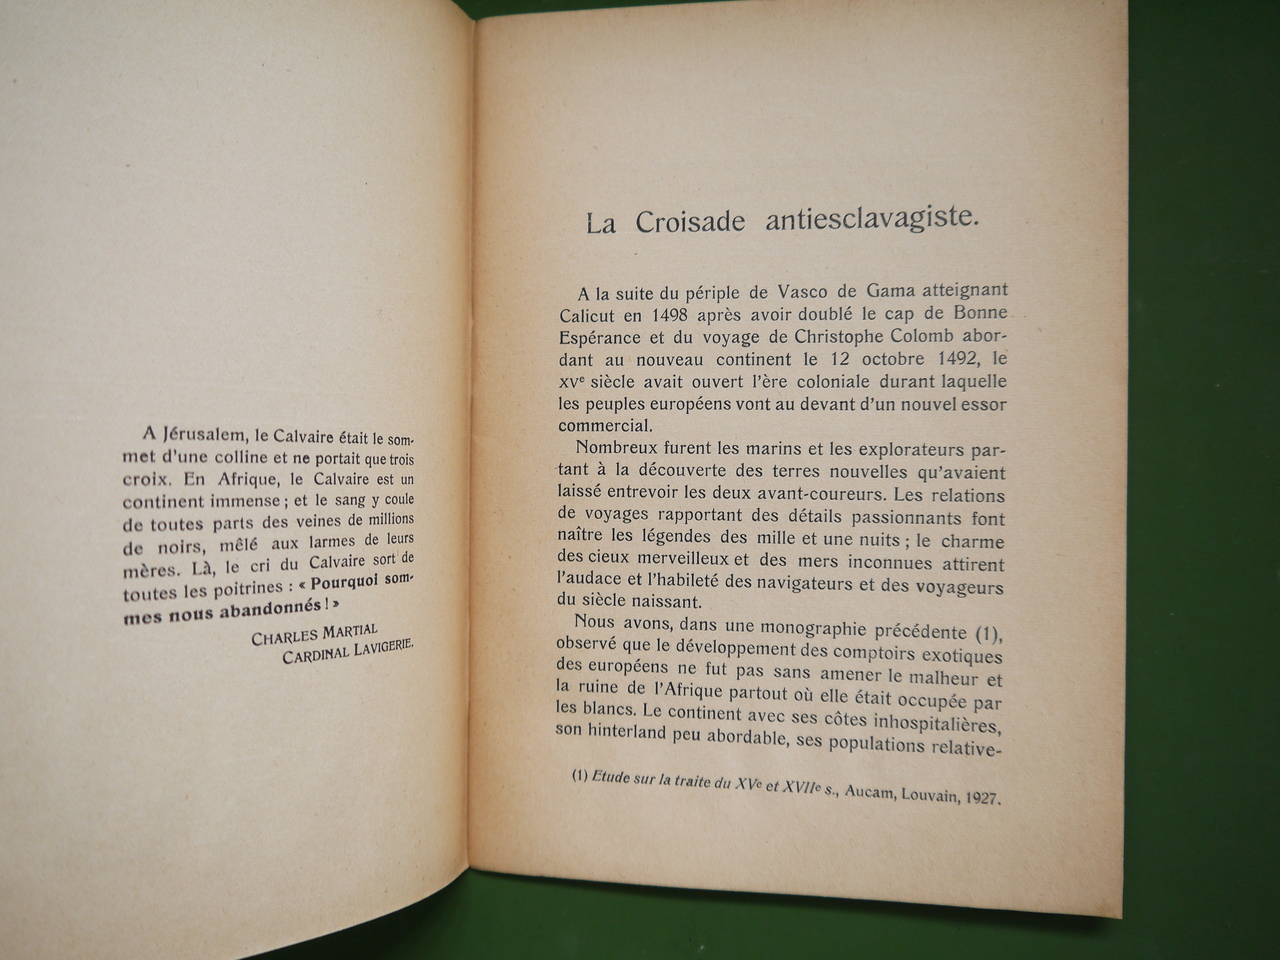 A Jérusalem, le Calvaire était le som-
met d'une colline et ne portait que trois
croix. En Afrique, le Calvaire est un
continent immense ; et le sang y coule
de toutes parts des veines de millions
de noirs, mêlé aux larmes de leurs
mères. Là, le cri du Calvaire sort de
toutes les poitrines : « Pourquoi som-
mes nous abandonnés ! »
CHARLES MARTIAL
CARDINAL LAVIGERIE.
La Croisade antiesclavagiste.
A la suite du périple de Vasco de Gama atteignant
Calicut en 1498 après avoir doublé le cap de Bonne
Espérance et du voyage de Christophe Colomb abor-
dant au nouveau continent le 12 octobre 1492, le
XVe siècle avait ouvert l'ère coloniale durant laquelle
les peuples européens vont au devant d'un nouvel essor
commercial.
Nombreux furent les marins et les explorateurs par-
tant à la découverte des terres nouvelles qu'avaient
laissé entrevoir les deux avant-coureurs. Les relations
de voyages rapportant des détails passionnants font
naître les légendes des mille et une nuits ; le charme
des cieux merveilleux et des mers inconnues attirent
l'audace et l'habileté des navigateurs et des voyageurs
du siècle naissant.
Nous avons, dans une monographie précédente (1),
observé que le développement des comptoirs exotiques
des européens ne fut pas sans amener le malheur et
la ruine de l'Afrique partout où elle était occupée par
les blancs. Le continent avec ses côtes inhospitalières,
son hinterland peu abordable, ses populations relative-
(1) Etude sur la traite du XVe et XVIIe s., Aucam, Louvain, 1927.